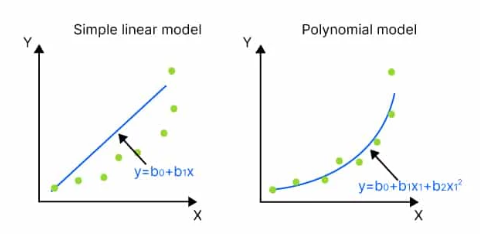 Simple linear model
Y
y=b₀+b₁x
X
Polynomial model
Y
y=b₀+b₁x₁+b₂x₁²
X